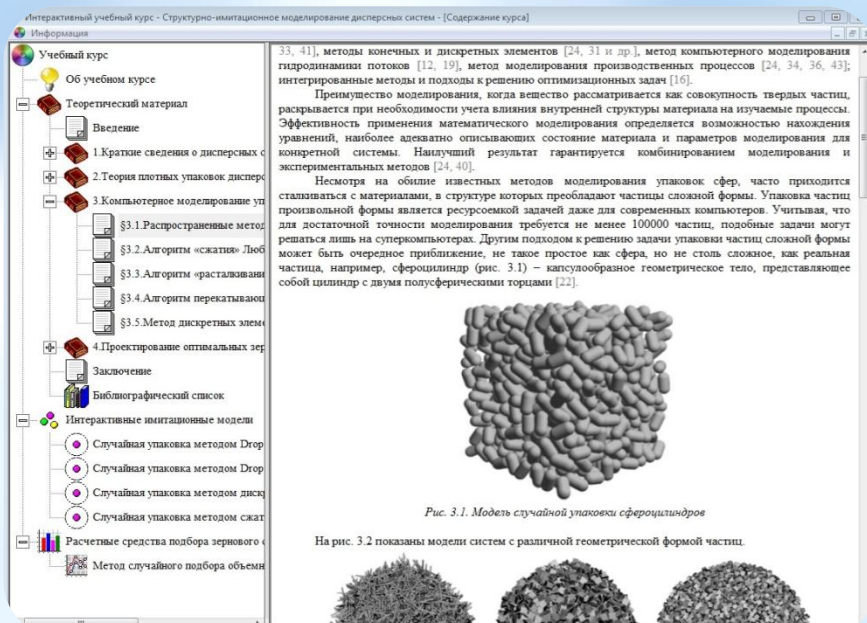 Интерактивный учебный курс - Структурно-имитационное моделирование дисперсных систем - [Содержание курса]
Информация
Учебный курс
Об учебном курсе
Теоретический материал
Введение
1.Краткие сведения о дисперсных с
2.Теория плотных упаковок дисперс
3.Компьютерное моделирование уп
§3.1.Распространенные метод
§3.2.Алгоритм «сжатия» Люб
§3.3.Алгоритм «расталкивани
§3.4.Алгоритм перекатывающ
§3.5.Метод дискретных элеме
4.Проектирование оптимальных зер
Заключение
Библиографический список
Интерактивные имитационные модели
Случайная упаковка методом Drop
Случайная упаковка методом Drop
Случайная упаковка методом диск
Случайная упаковка методом сжат
Расчетные средства подбора зернового с
Метод случайного подбора объемн
33, 41], методы конечных и дискретных элементов [24, 31 и др.], метод компьютерного моделирования
гидродинамики потоков [12, 19], метод моделирования производственных процессов [24, 34, 36, 43];
интегрированные методы и подходы к решению оптимизационных задач [16].
Преимущество моделирования, когда вещество рассматривается как совокупность твердых частиц,
раскрывается при необходимости учета влияния внутренней структуры материала на изучаемые процессы.
Эффективность применения математического моделирования определяется возможностью нахождения
уравнений, наиболее адекватно описывающих состояние материала и параметров моделирования для
конкретной системы. Наилучший результат гарантируется комбинированием моделирования и
экспериментальных методов [24, 40].
Несмотря на обилие известных методов моделирования упаковок сфер, часто приходится
сталкиваться с материалами, в структуре которых преобладают частицы сложной формы. Упаковка частиц
произвольной формы является ресурсоемкой задачей даже для современных компьютеров. Учитывая, что
для достаточной точности моделирования требуется не менее 100000 частиц, подобные задачи могут
решаться лишь на суперкомпьютерах. Другим подходом к решению задачи упаковки частиц сложной формы
может быть очередное приближение, не такое простое как сфера, но не столь сложное, как реальная
частица, например, сфероцилиндр (рис. 3.1) – капсулообразное геометрическое тело, представляющее
собой цилиндр с двумя полусферическими торцами [22].
Рис. 3.1. Модель случайной упаковки сфероцилиндров
На рис. 3.2 показаны модели систем с различной геометрической формой частиц.